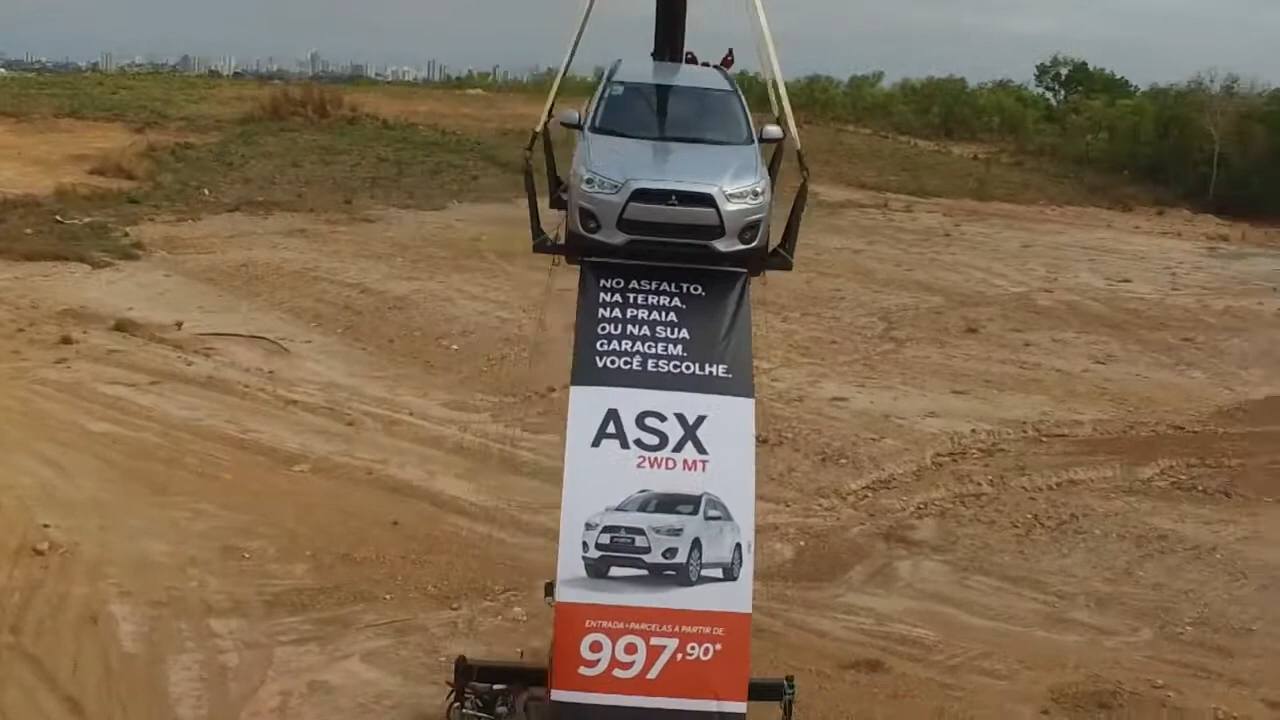 NO ASFALTO,
NA TERRA,
NA PRAIA
OU NA SUA
GARAGEM.
VOCÊ ESCOLHE.
ASX
2WD MT
ENTRADA+PARCELAS A PARTIR DE:
997,90*